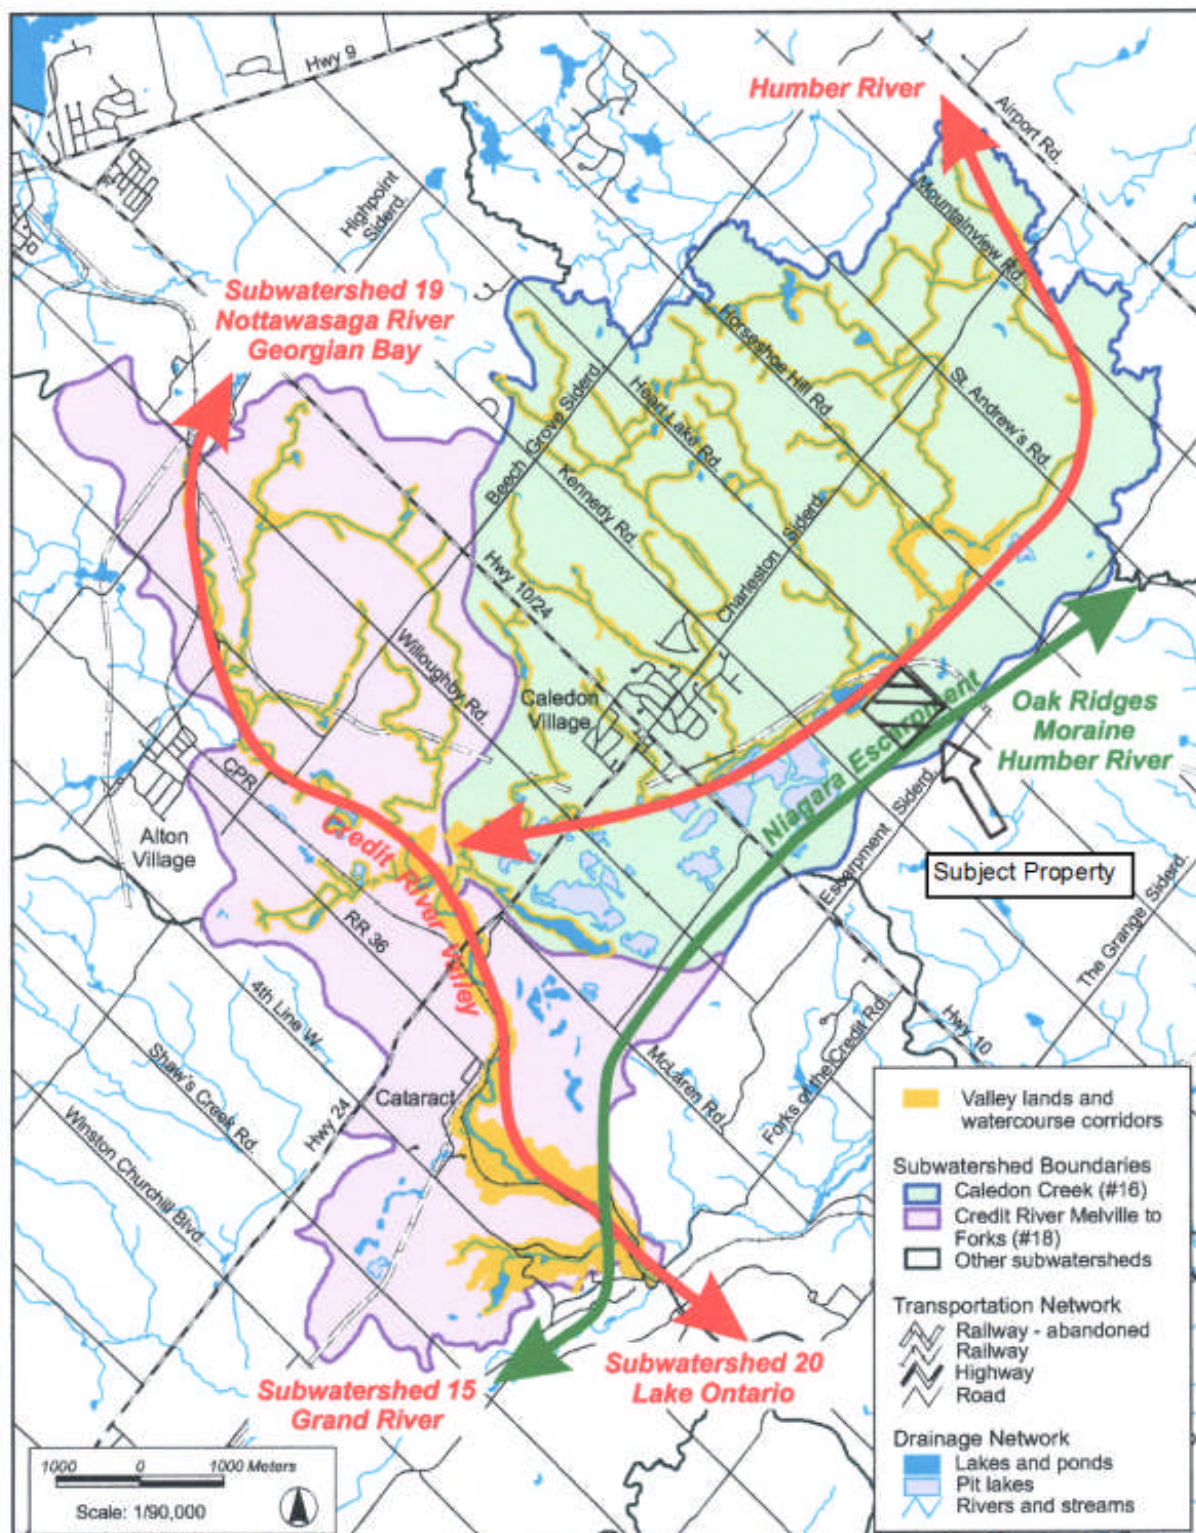 Hwy 9
Humber River
Airport Rd.
Highpoint
Siderd.
Mountainview Rd.
Subwatershed 19
Nottawasaga River
Georgian Bay
Horseshoe Hill Rd.
Heart Lake Rd.
St. Andrew's Rd.
Beech Grove Siderd.
Kennedy Rd.
Charleston Siderd.
Hwy 10/24
Willoughby Rd.
Caledon
Village
Niagara Escarpment
Oak Ridges
Moraine
Humber River
CPR
Alton
Village
Credit River Valley
Escarpment Siderd.
Subject Property
RR 36
The Grange Siderd.
4th Line W.
Hwy 10
Shaw's Creek Rd.
McLaren Rd.
Forks of the Credit Rd.
Cataract
Hwy 24
Winston Churchill Blvd.
Subwatershed 15
Grand River
Subwatershed 20
Lake Ontario
1000 0 1000 Meters
Scale: 1/90,000
Valley lands and
watercourse corridors
Subwatershed Boundaries
Caledon Creek (#16)
Credit River Melville to
Forks (#18)
Other subwatersheds
Transportation Network
Railway - abandoned
Railway
Highway
Road
Drainage Network
Lakes and ponds
Pit lakes
Rivers and streams